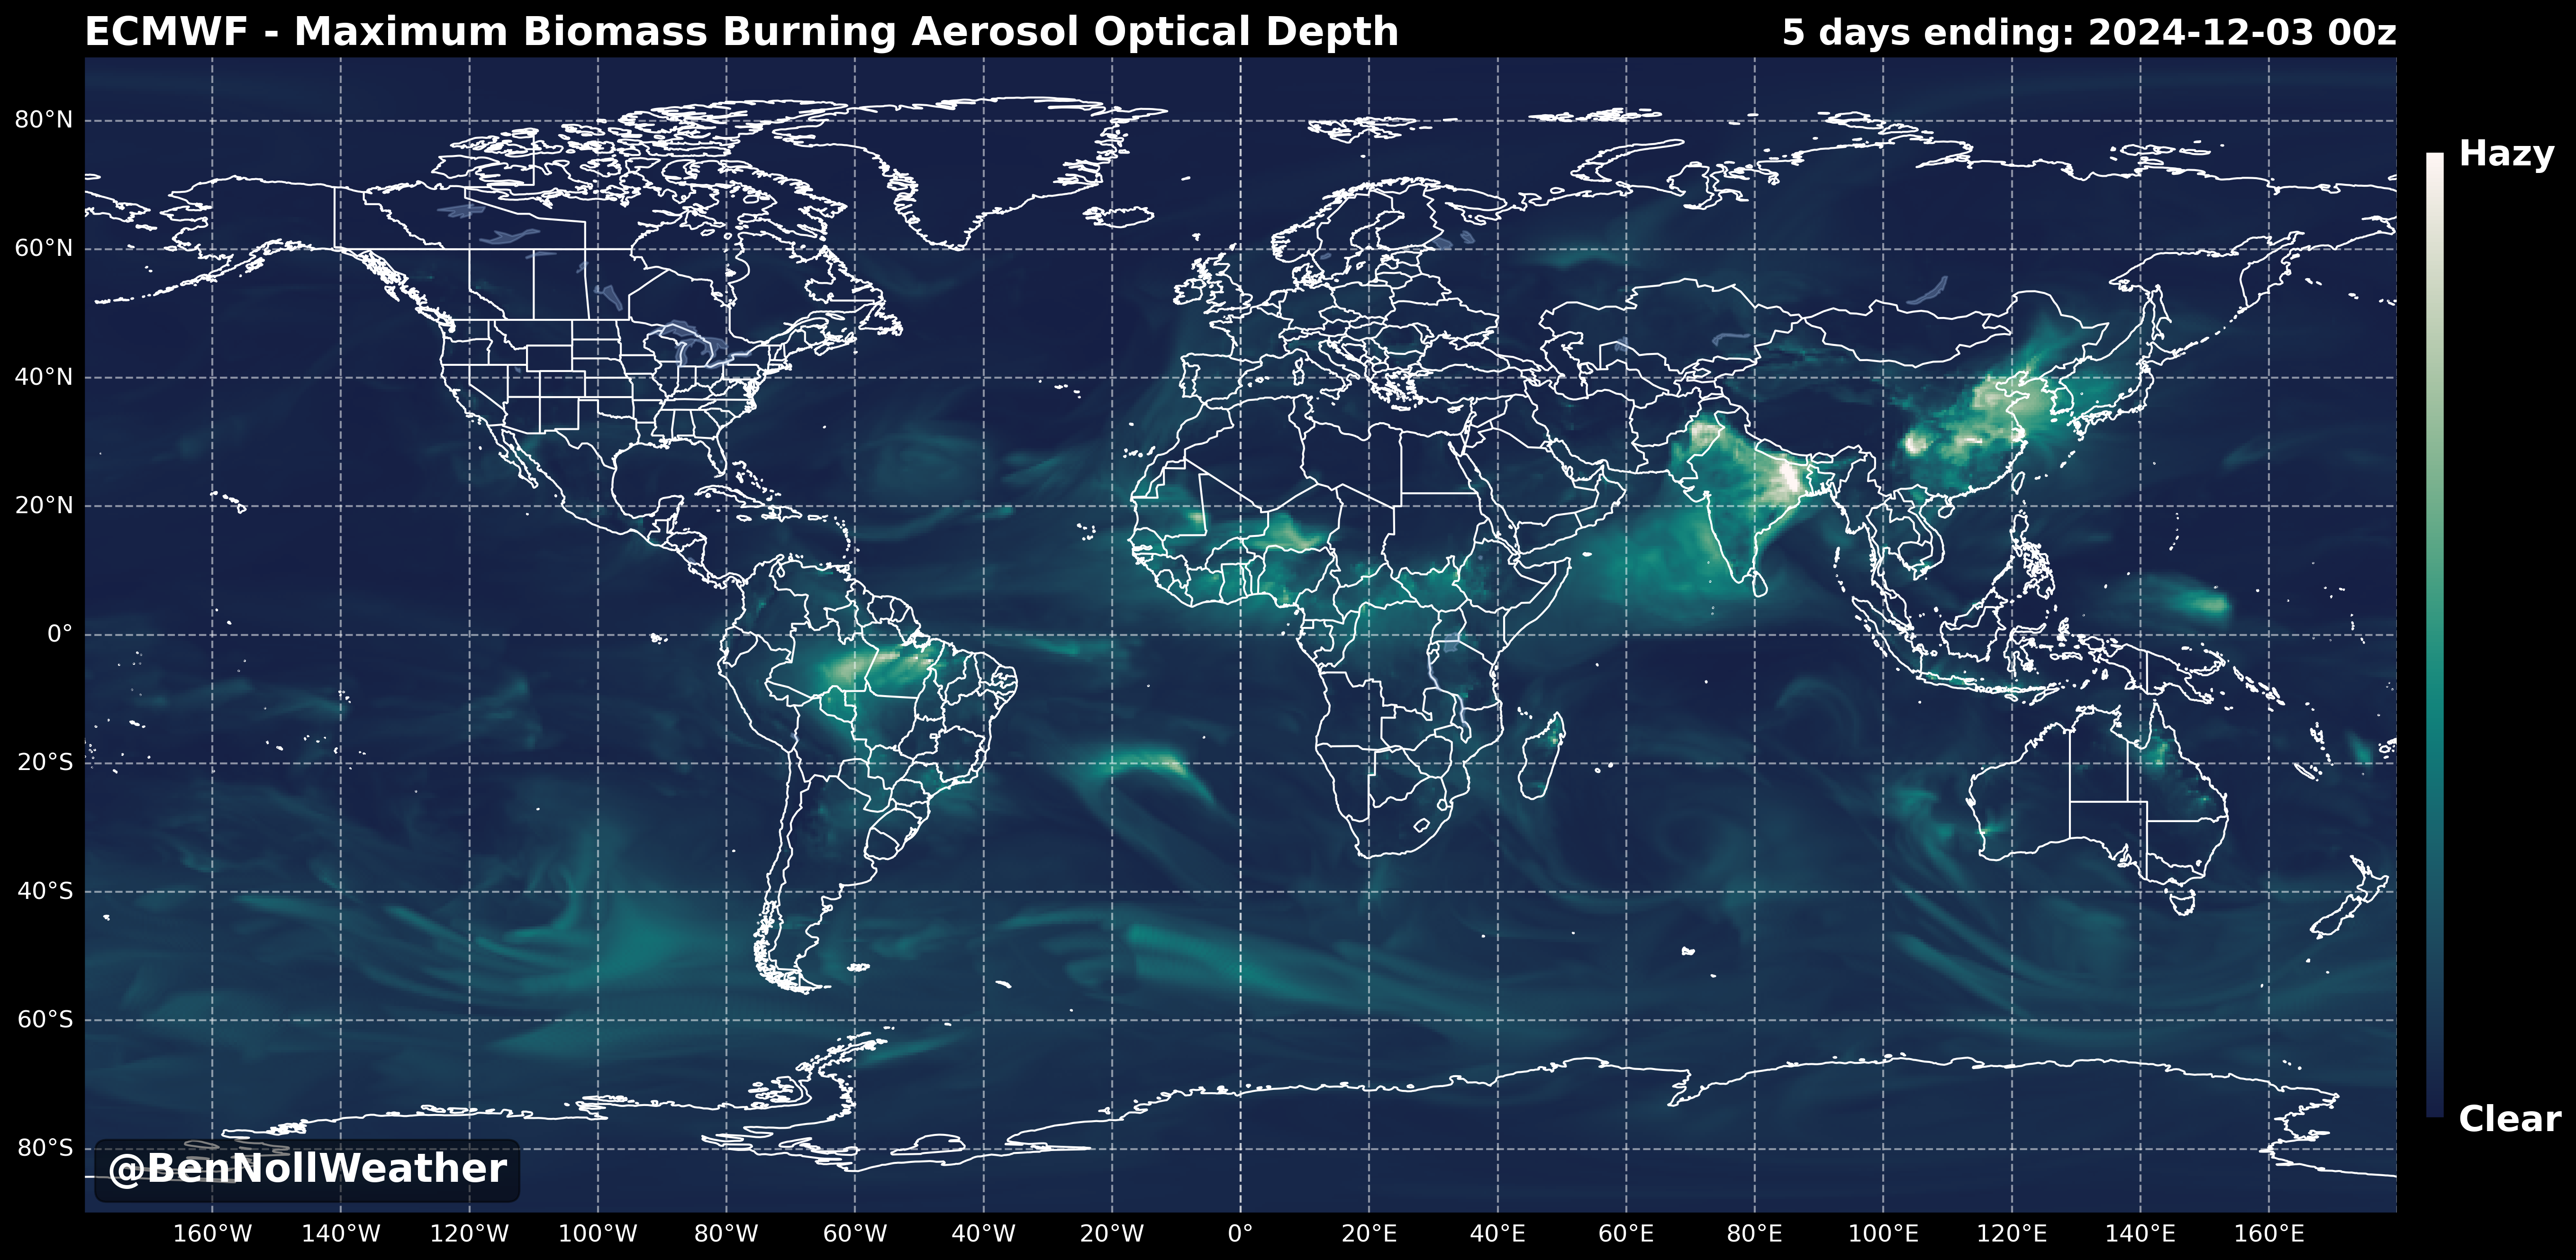 ECMWF - Maximum Biomass Burning Aerosol Optical Depth
5 days ending: 2024-12-03 00z
80°N
60°N
40°N
20°N
0°
20°S
40°S
60°S
80°S
Hazy
Clear
@BenNollWeather
160°W 140°W 120°W 100°W 80°W 60°W 40°W 20°W 0° 20°E 40°E 60°E 80°E 100°E 120°E 140°E 160°E